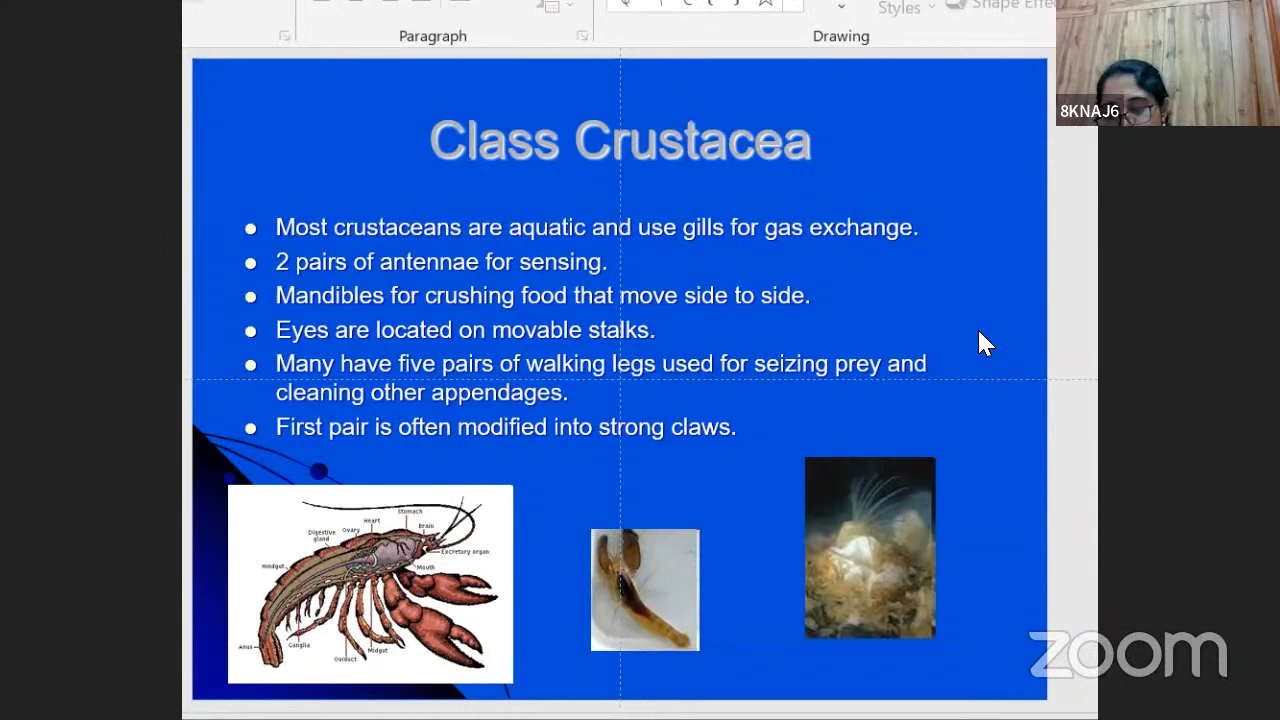 Styles
Shape Effe
Paragraph
Drawing
8KNAJ6
Class Crustacea
Most crustaceans are aquatic and use gills for gas exchange.
2 pairs of antennae for sensing.
Mandibles for crushing food that move side to side.
Eyes are located on movable stalks.
Many have five pairs of walking legs used for seizing prey and
cleaning other appendages.
First pair is often modified into strong claws.
Stomach
Heart
Brain
Ovary
Digestive
gland
Excretory organ
Hindgut
Mouth
Anus
Ganglia
Midgut
Oviduct
zoom